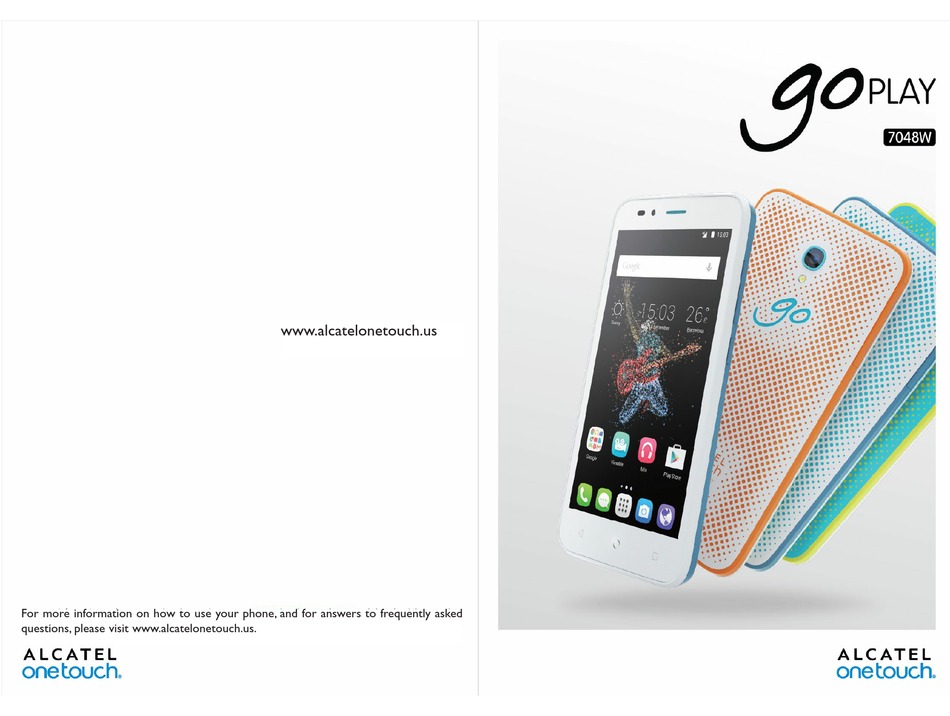 www.alcatelonetouch.us
For more information on how to use your phone, and for answers to frequently asked
questions, please visit www.alcatelonetouch.us.
ALCATEL
onetouch®
go PLAY
7048W
15:03
Google
15:03 26°
go
Google
Mix
Play Store
ALCATEL
onetouch®